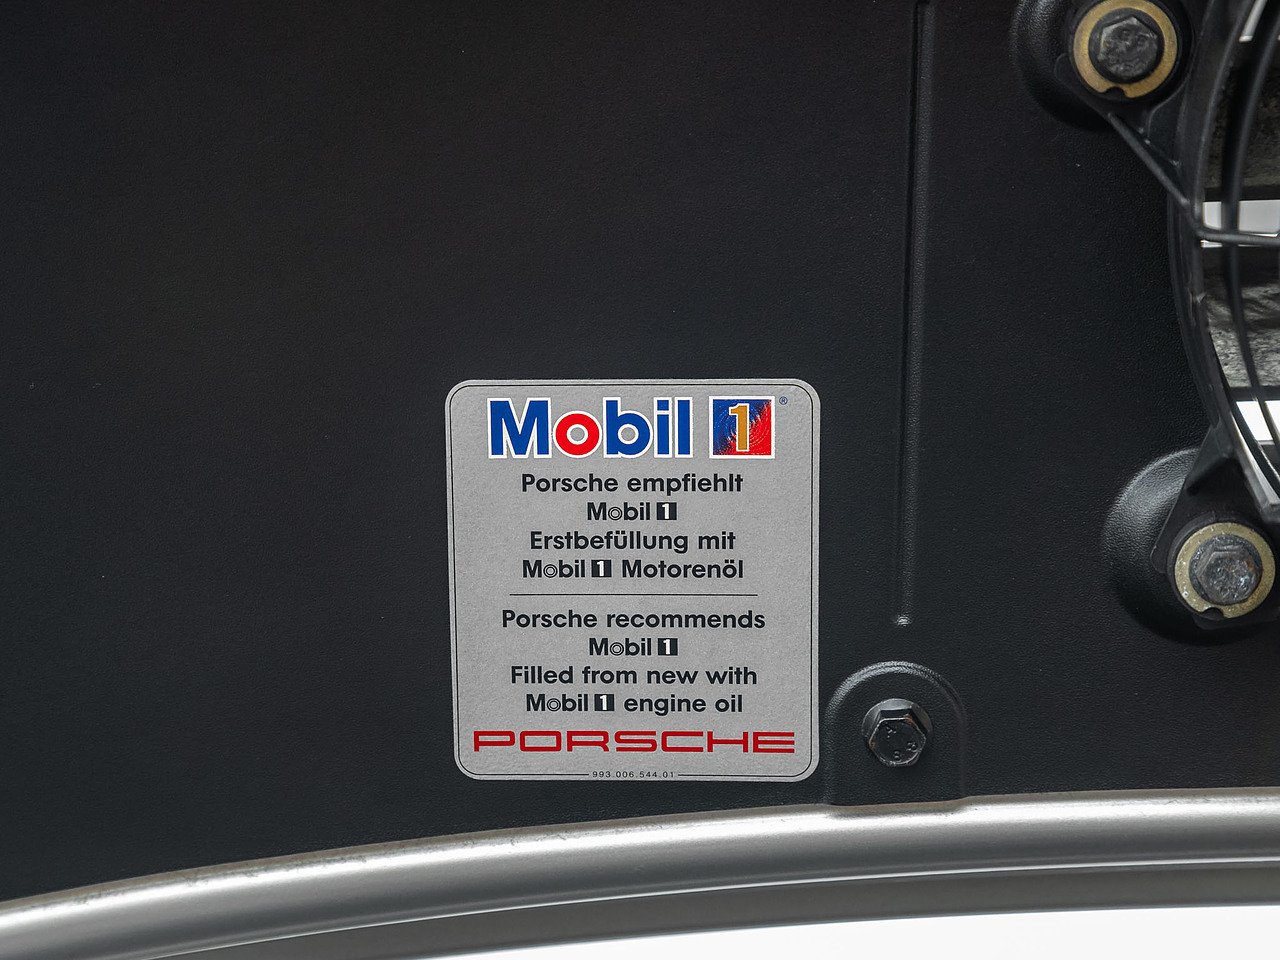 Mobil 1®
Porsche empfiehlt
Mobil 1
Erstbefüllung mit
Mobil 1 Motorenöl
Porsche recommends
Mobil 1
Filled from new with
Mobil 1 engine oil
PORSCHE
993.006.544.01